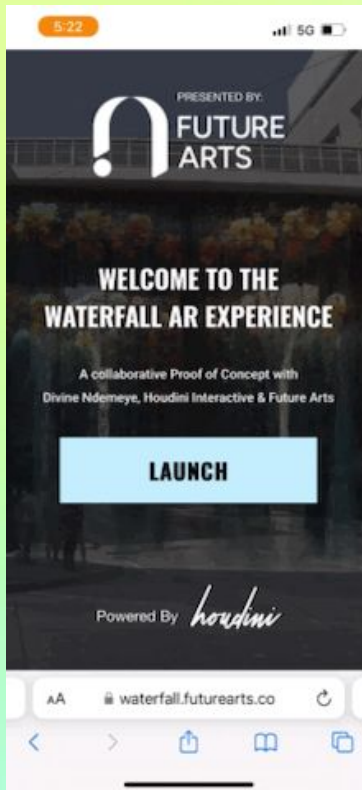 5:22
5G
PRESENTED BY:
FUTURE
ARTS
WELCOME TO THE
WATERFALL AR EXPERIENCE
A collaborative Proof of Concept with
Divine Ndemeye, Houdini Interactive & Future Arts
LAUNCH
Powered By houdini
AA waterfall.futurearts.co